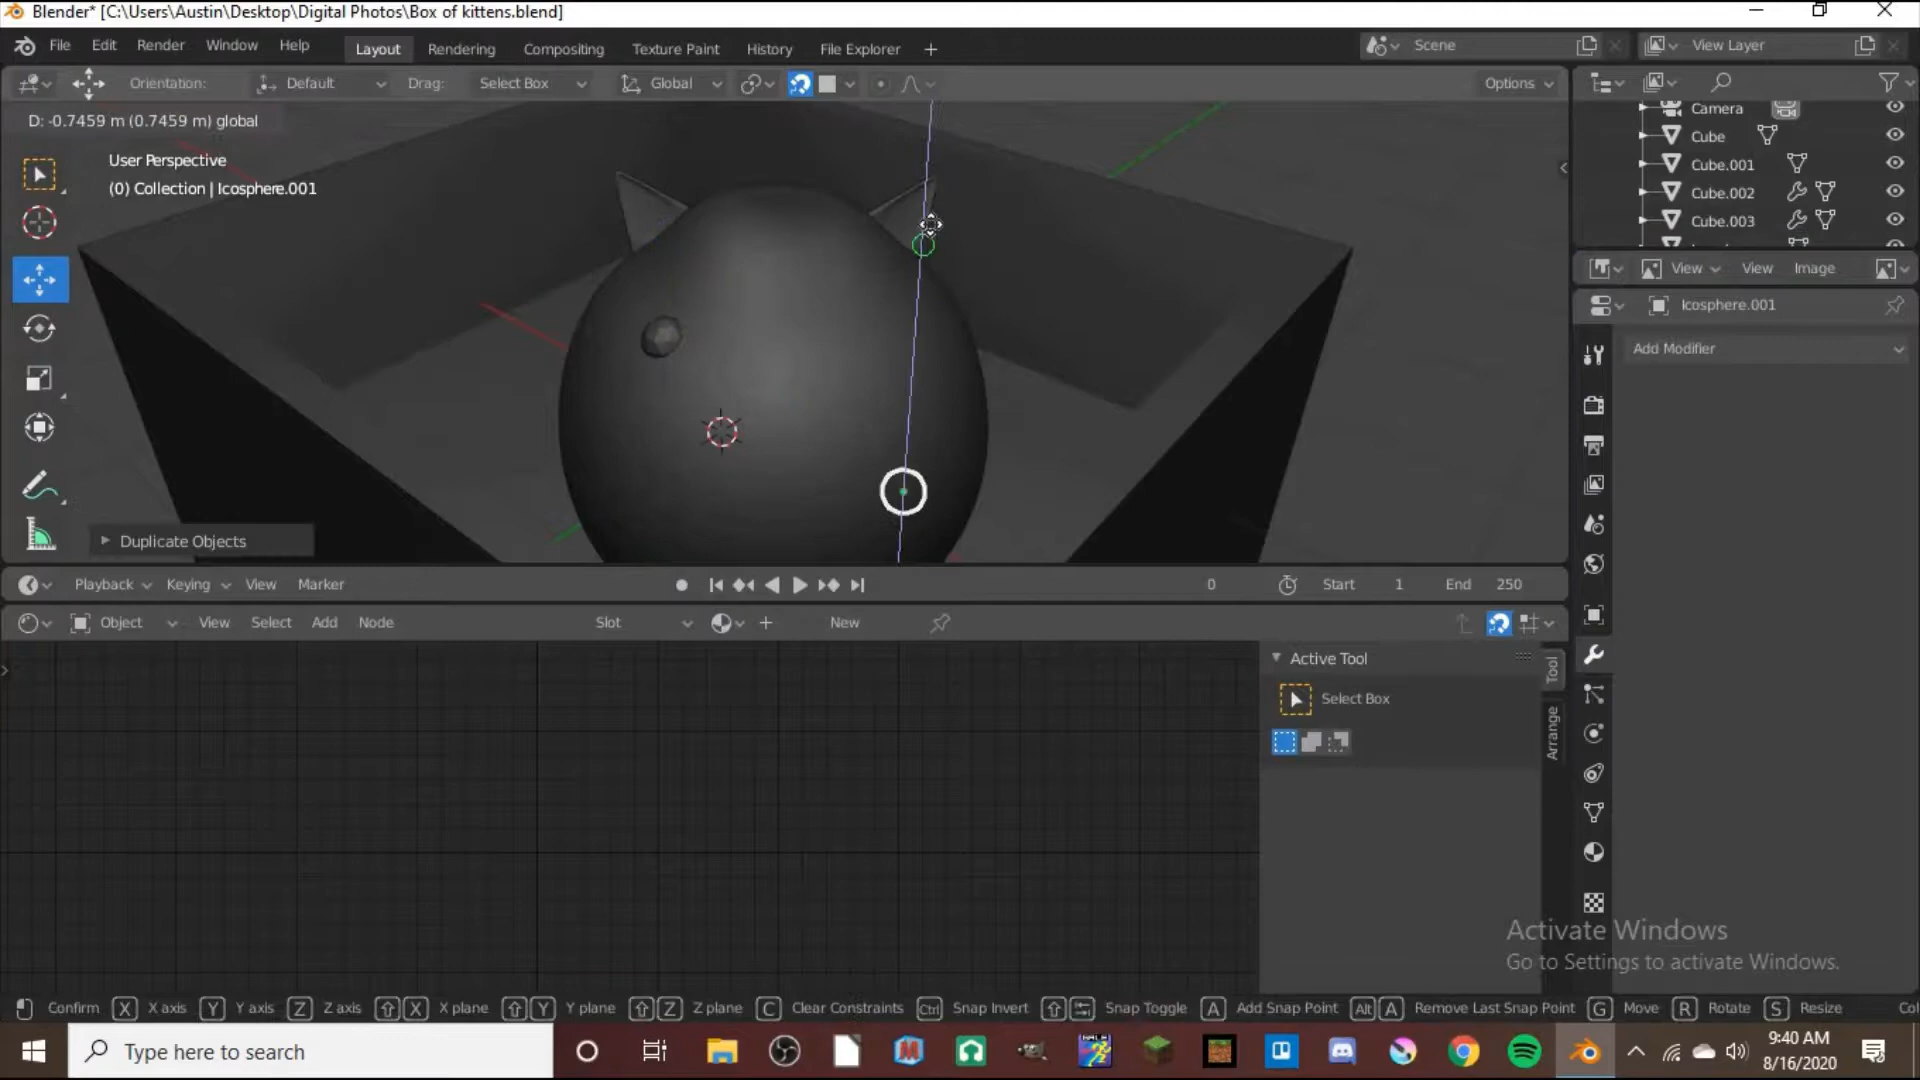 Blender* [C:\Users\Austin\Desktop\Digital Photos\Box of kittens.blend]
File Edit Render Window Help Layout Rendering Compositing Texture Paint History File Explorer + Scene View Layer
Orientation: Default Drag: Select Box Global Options
D: -0.7459 m (0.7459 m) global
User Perspective
(0) Collection | Icosphere.001
Camera
Cube
Cube.001
Cube.002
Cube.003
View View Image
Icosphere.001
Add Modifier
Duplicate Objects
Playback Keying View Marker 0 Start 1 End 250
Object View Select Add Node Slot New
Active Tool
Select Box
Tool
Arrange
Activate Windows
Go to Settings to activate Windows.
Confirm X X axis Y Y axis Z Z axis X X plane Y Y plane Z Z plane C Clear Constraints Ctrl Snap Invert Snap Toggle A Add Snap Point Alt A Remove Last Snap Point G Move R Rotate S Resize Col
Type here to search
9:40 AM
8/16/2020